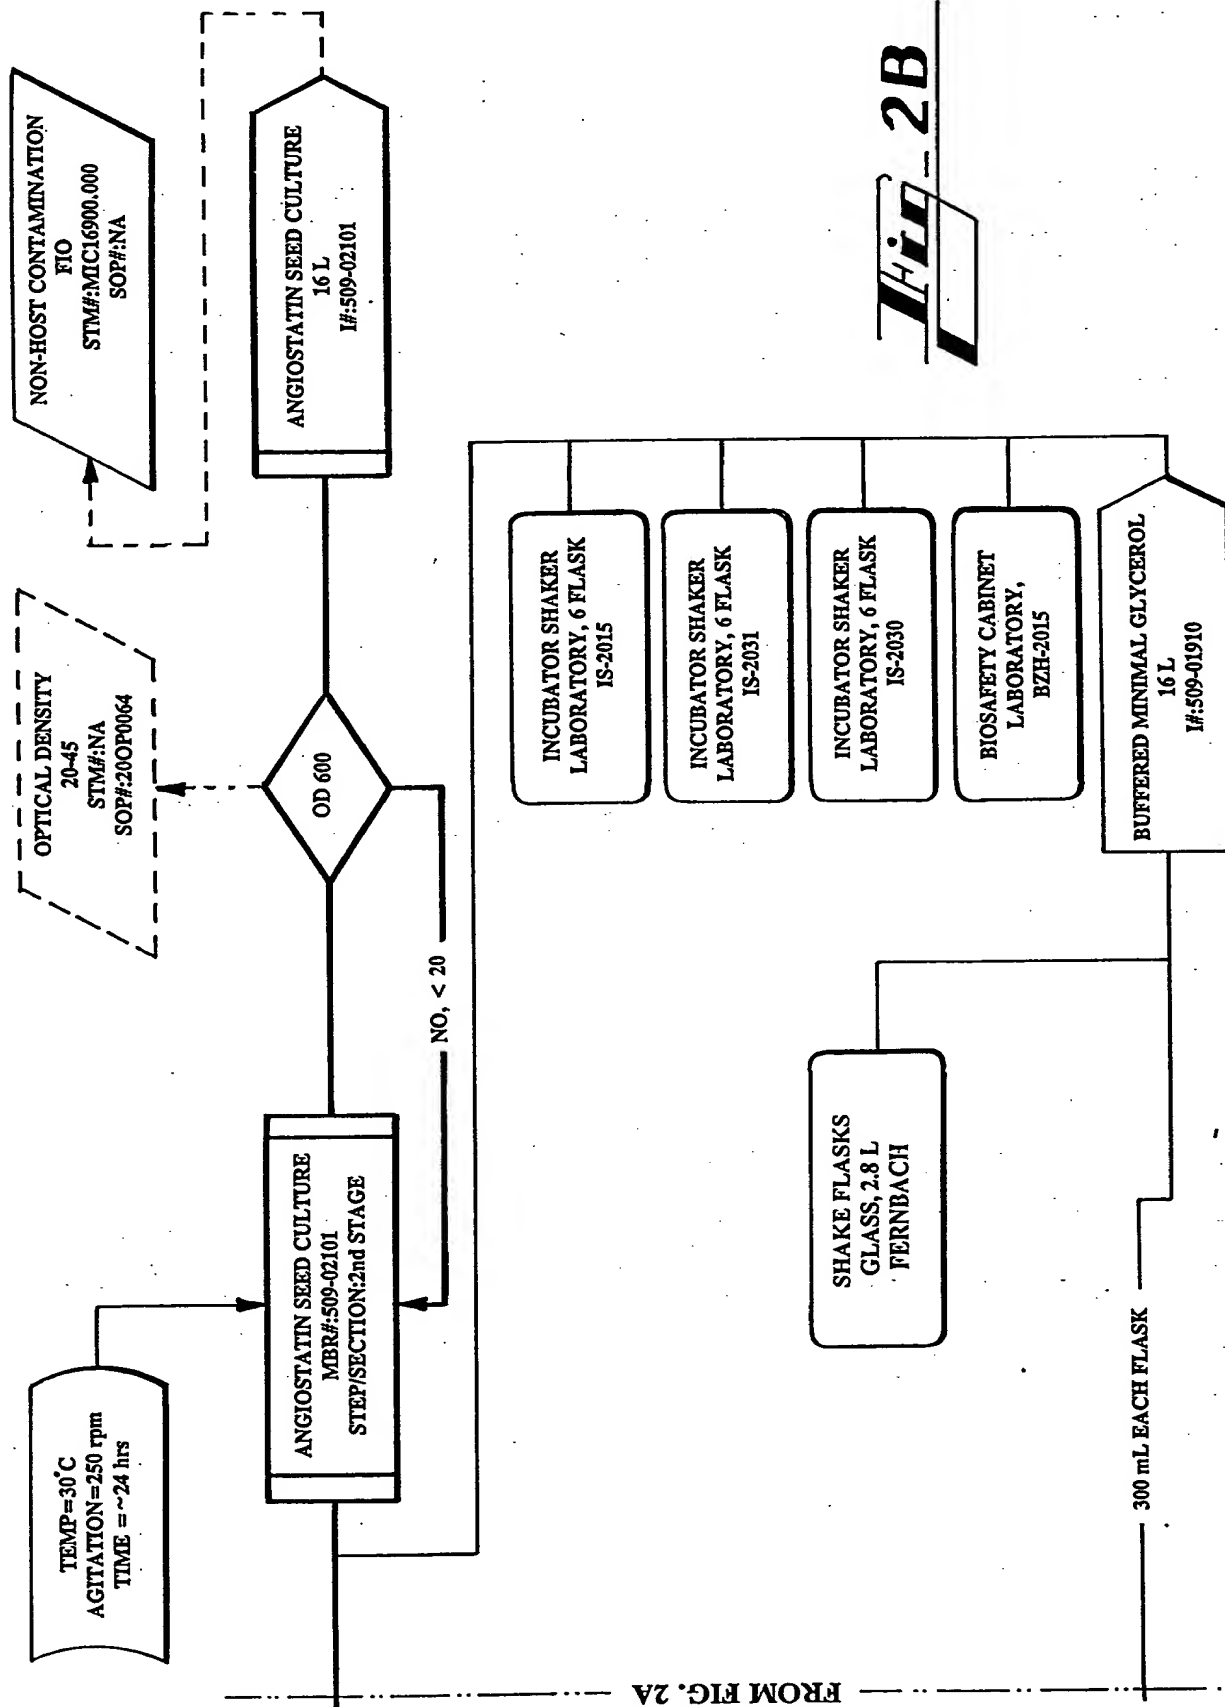 TEMP=30°C
AGITATION=250 rpm
TIME =~24 hrs
OPTICAL DENSITY
20-45
STM#:NA
SOP#:20OP0064
NON-HOST CONTAMINATION
FIO
STM#:MIC16900.000
SOP#:NA
ANGIOSTATIN SEED CULTURE
MBR#:509-02101
STEP/SECTION:2nd STAGE
OD 600
ANGIOSTATIN SEED CULTURE
16 L
I#:509-02101
NO, < 20
INCUBATOR SHAKER
LABORATORY, 6 FLASK
IS-2015
INCUBATOR SHAKER
LABORATORY, 6 FLASK
IS-2031
INCUBATOR SHAKER
LABORATORY, 6 FLASK
IS-2030
BIOSAFETY CABINET
LABORATORY,
BZH-2015
SHAKE FLASKS
GLASS, 2.8 L
FERNBACH
BUFFERED MINIMAL GLYCEROL
16 L
I#:509-01910
300 mL EACH FLASK
FROM FIG. 2A
Fig_2B